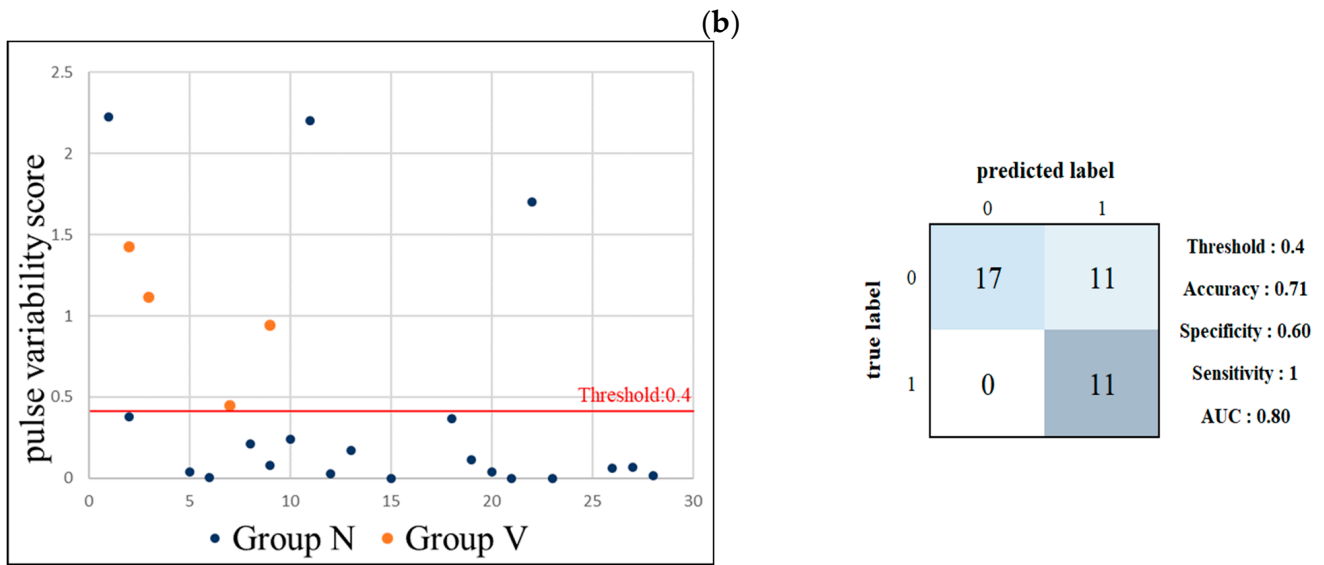 (b)
pulse variability score
2.5
2
1.5
1
0.5
0
Threshold:0.4
0 5 10 15 20 25 30
Group N Group V
predicted label
0 1
true label
0 17 11
1 0 11
Threshold : 0.4
Accuracy : 0.71
Specificity : 0.60
Sensitivity : 1
AUC : 0.80